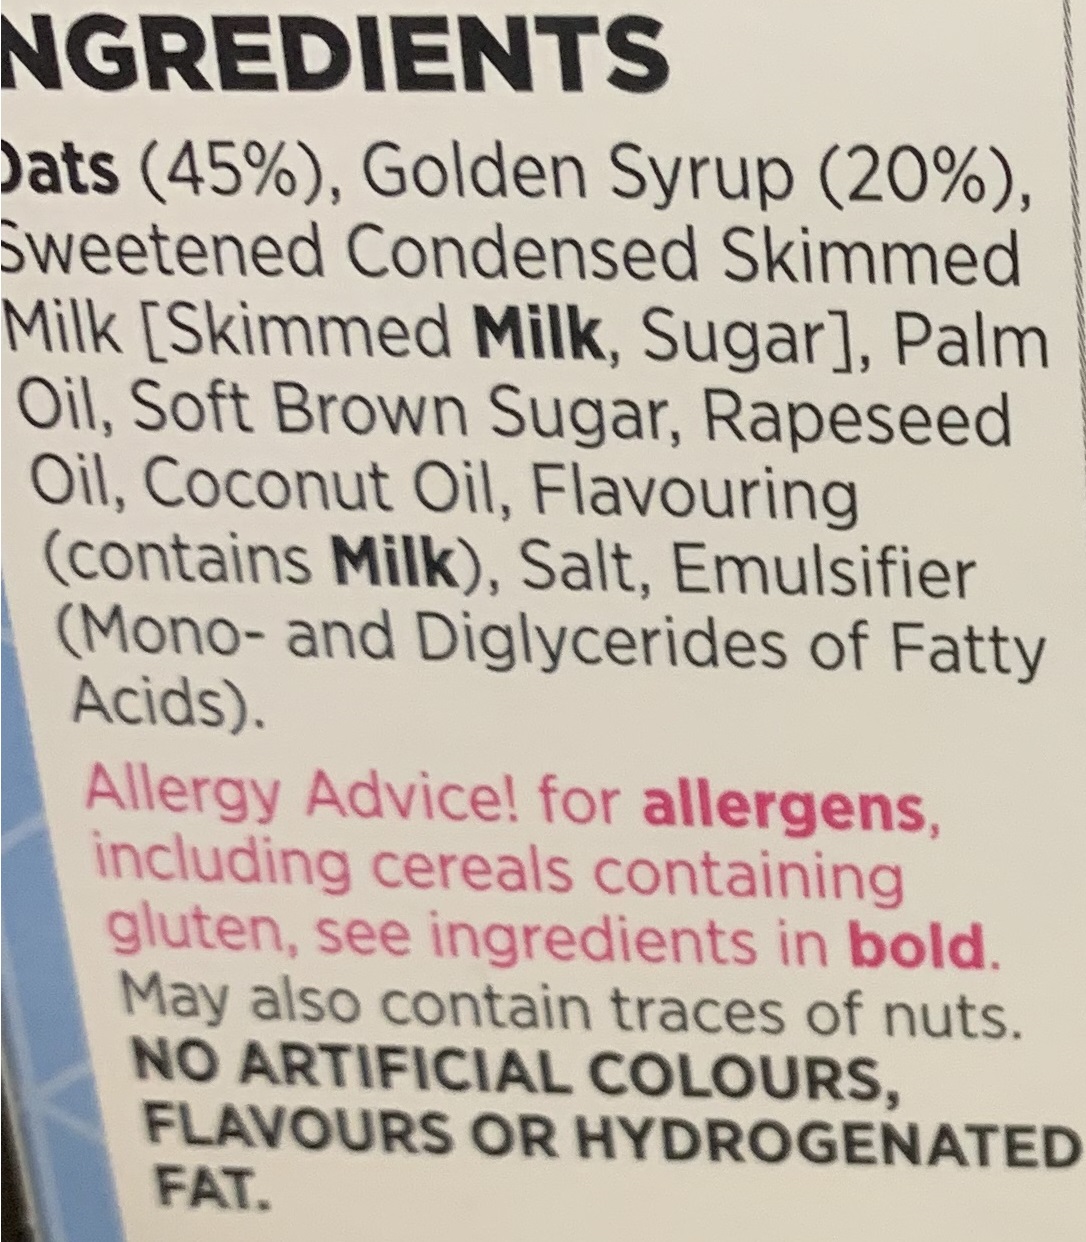 NGREDIENTS
Oats (45%), Golden Syrup (20%),
Sweetened Condensed Skimmed
Milk [Skimmed Milk, Sugar], Palm
Oil, Soft Brown Sugar, Rapeseed
Oil, Coconut Oil, Flavouring
(contains Milk), Salt, Emulsifier
(Mono- and Diglycerides of Fatty
Acids).
Allergy Advice! for allergens,
including cereals containing
gluten, see ingredients in bold.
May also contain traces of nuts.
NO ARTIFICIAL COLOURS,
FLAVOURS OR HYDROGENATED
FAT.